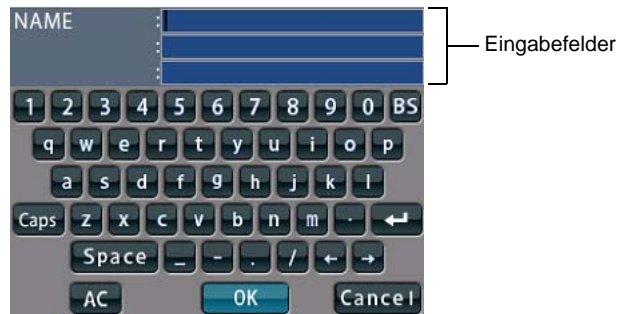 NAME :
:
:
Eingabefelder
1 2 3 4 5 6 7 8 9 0 BS
q w e r t y u i o p
a s d f g h j k l
Caps z x c v b n m · ↵
Space _ - . / ← →
AC OK Cancel